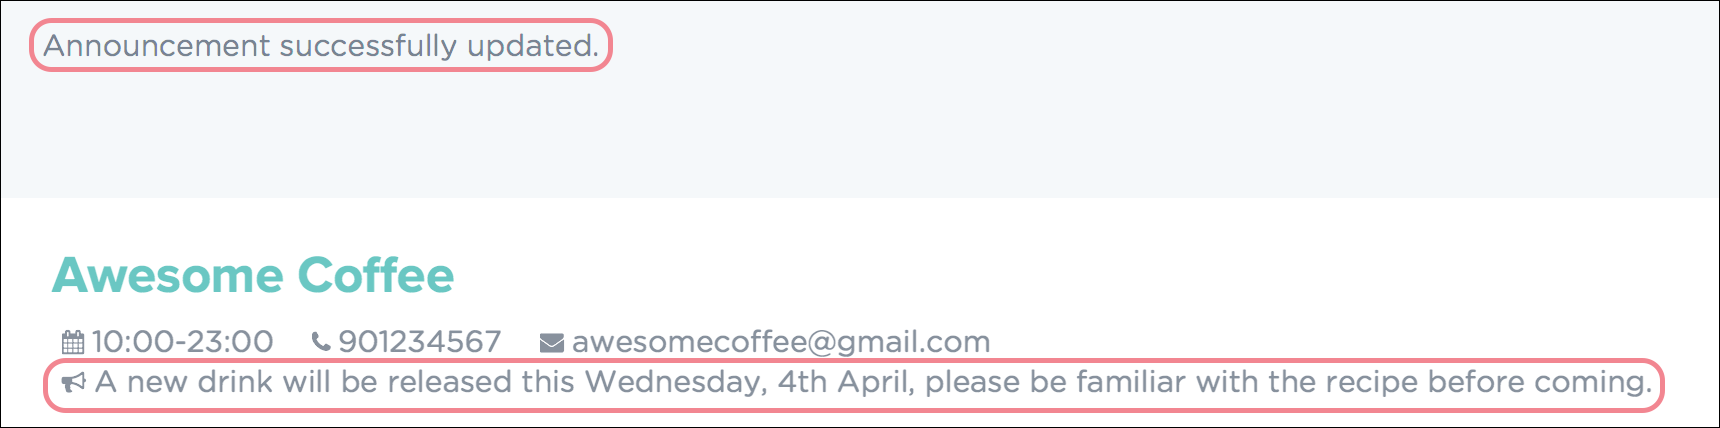 Announcement successfully updated.
Awesome Coffee
10:00-23:00 901234567 awesomecoffee@gmail.com
A new drink will be released this Wednesday, 4th April, please be familiar with the recipe before coming.